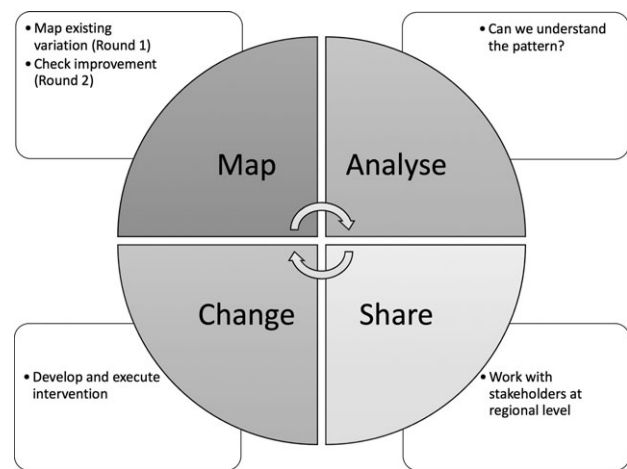 • Map existing
variation (Round 1)
• Check improvement
(Round 2)
• Can we understand
the pattern?
Map
Analyse
Change
Share
• Develop and execute
intervention
• Work with
stakeholders at
regional level